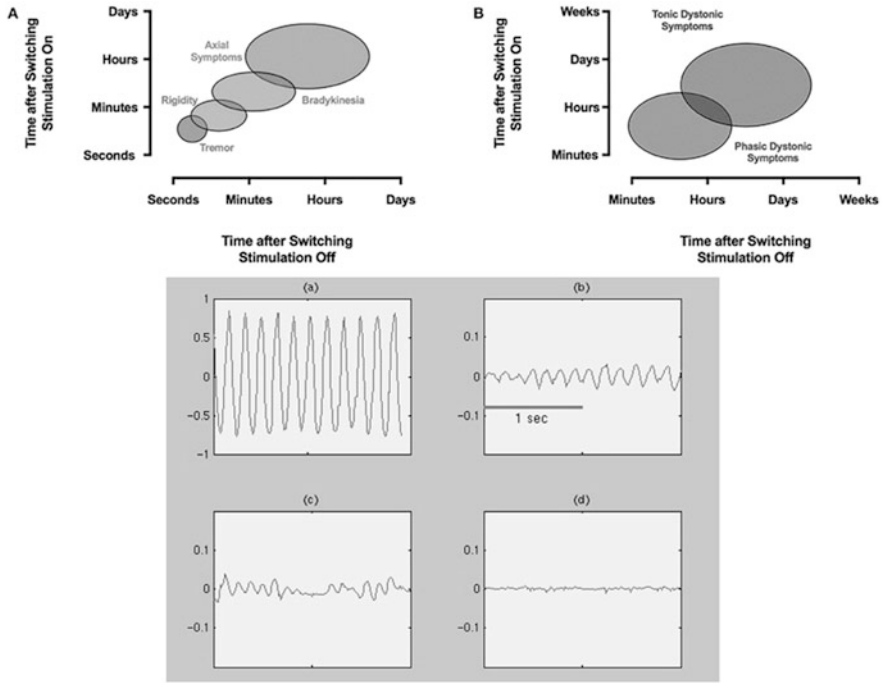 A
Time after Switching
Stimulation On
Days
Hours
Minutes
Seconds
Axial
Symptoms
Rigidity
Bradykinesia
Tremor
Seconds
Minutes
Hours
Days
Time after Switching
Stimulation Off
B
Time after Switching
Stimulation On
Weeks
Days
Hours
Minutes
Tonic Dystonic
Symptoms
Phasic Dystonic
Symptoms
Minutes
Hours
Days
Weeks
Time after Switching
Stimulation Off
(a)
1
0.5
0
−0.5
−1
(b)
0.1
0
−0.1
1 sec
(c)
0.1
0
−0.1
(d)
0.1
0
−0.1